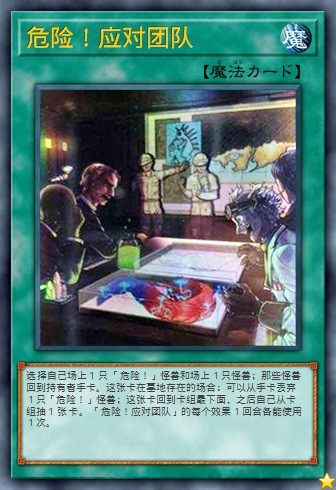 危险！应对团队
魔
【魔法カード】
选择自己场上1只「危险！」怪兽和场上1只怪兽；那些怪兽
回到持有者手卡。这张卡在墓地存在的场合；可以从手卡丢弃
1只「危险！」怪兽；这张卡回到卡组最下面，之后自己从卡
组抽1张卡。「危险！应对团队」的每个效果1回合各能使用
1次。